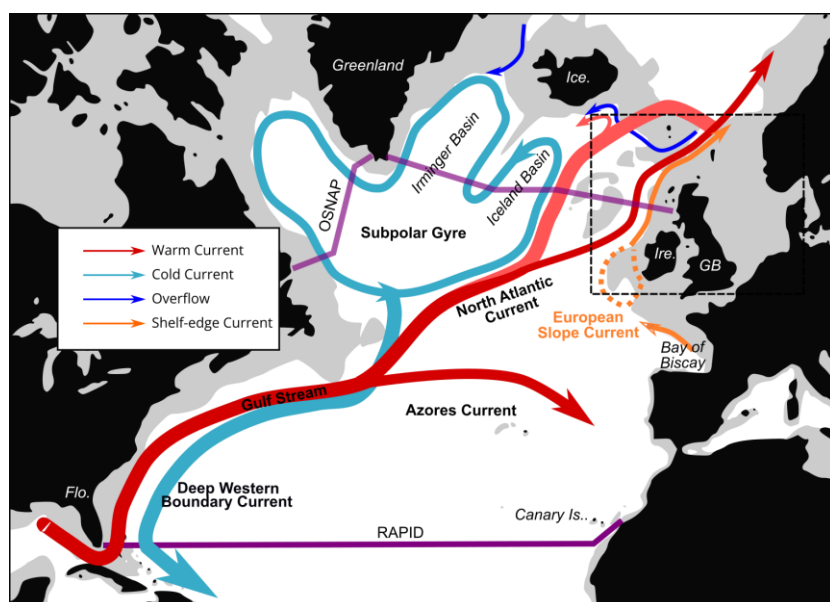 Greenland
Ice.
Irminger Basin
Iceland Basin
OSNAP
Subpolar Gyre
Warm Current
Cold Current
Overflow
Shelf-edge Current
Ire.
GB
North Atlantic
Current
European
Slope Current
Bay of
Biscay
Gulf Stream
Azores Current
Flo.
Deep Western
Boundary Current
Canary Is..
RAPID